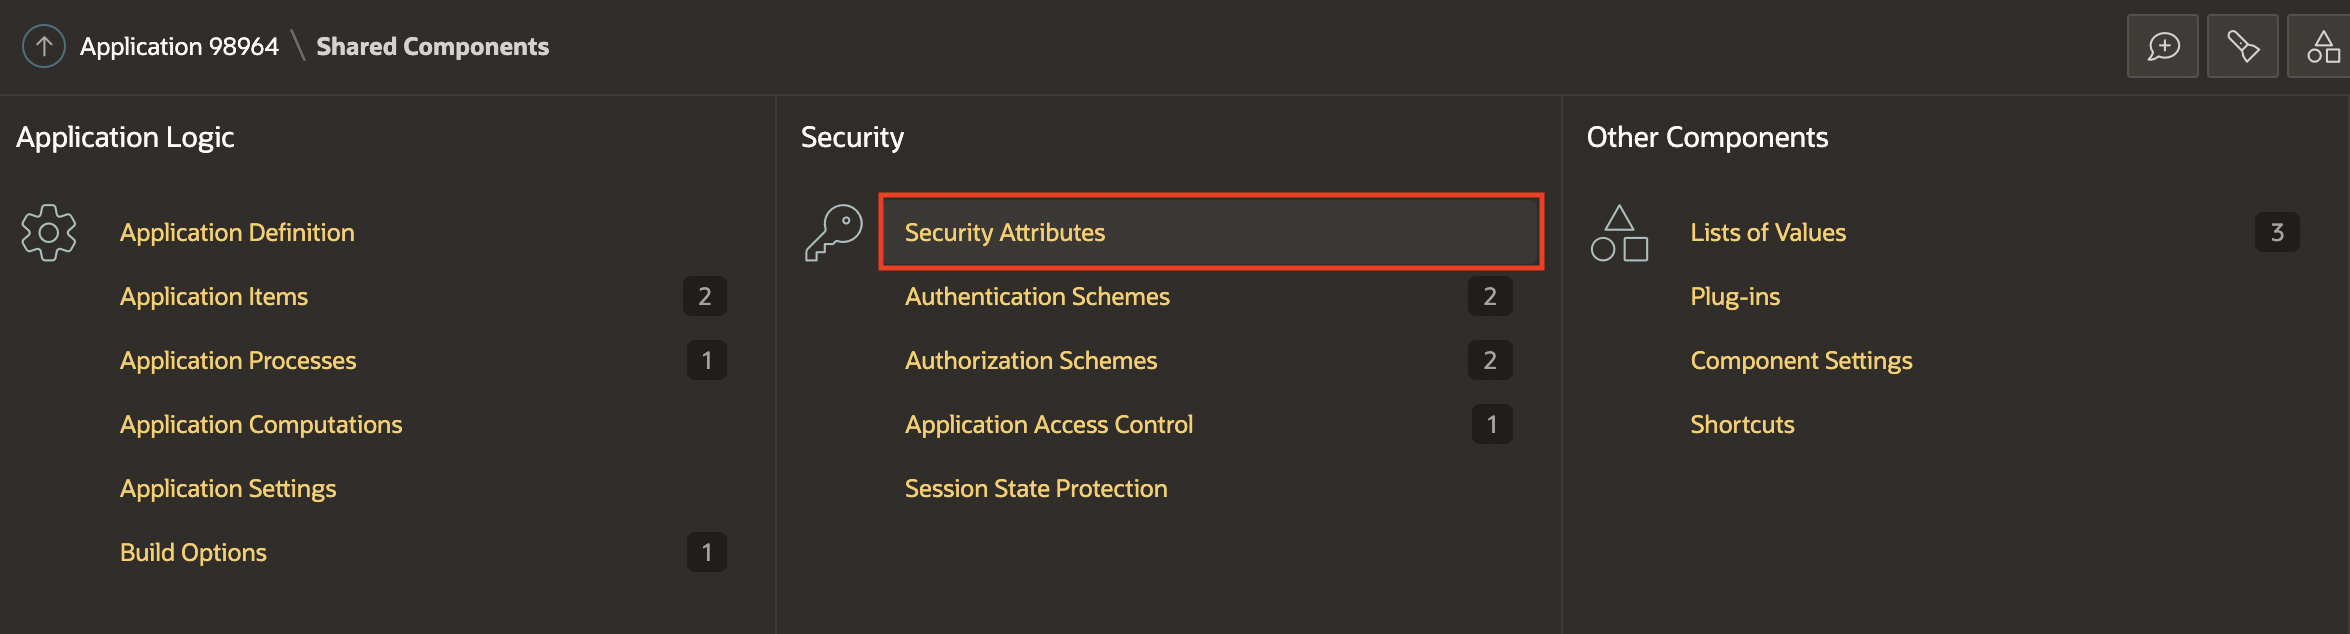 Application 98964 \ Shared Components
Application Logic
Application Definition
Application Items 2
Application Processes 1
Application Computations
Application Settings
Build Options 1
Security
Security Attributes
Authentication Schemes 2
Authorization Schemes 2
Application Access Control 1
Session State Protection
Other Components
Lists of Values 3
Plug-ins
Component Settings
Shortcuts